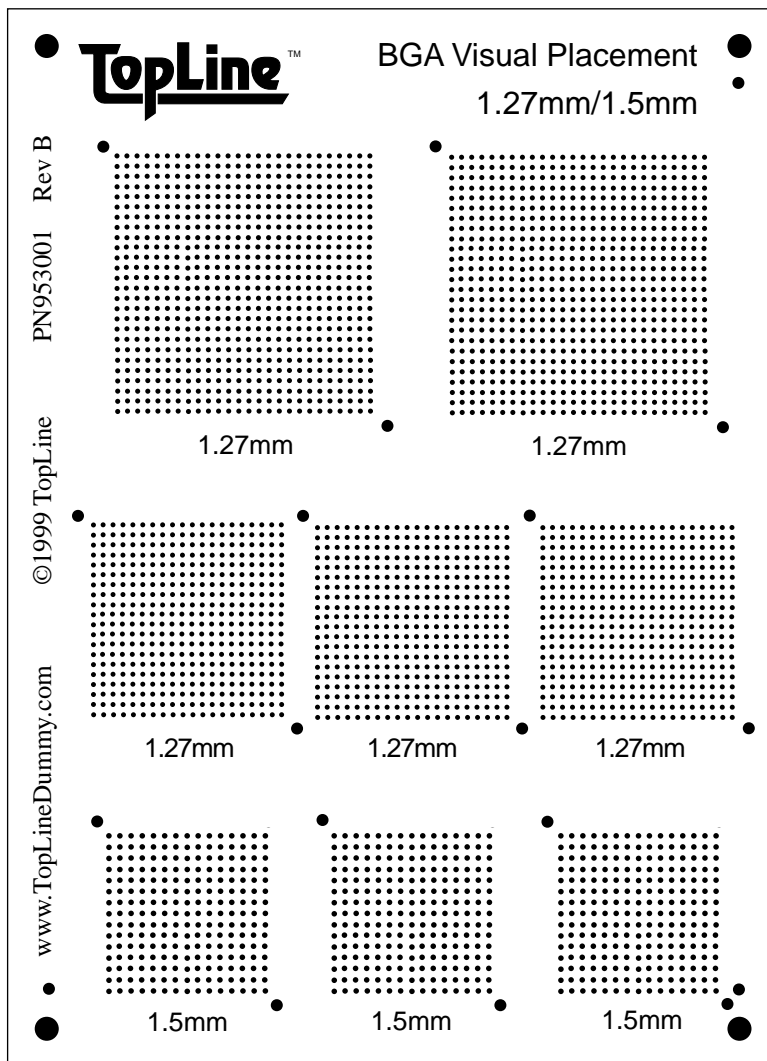 TopLine™
BGA Visual Placement
1.27mm/1.5mm
PN953001 Rev B
©1999 TopLine
www.TopLineDummy.com
1.27mm
1.27mm
1.27mm
1.27mm
1.27mm
1.5mm
1.5mm
1.5mm